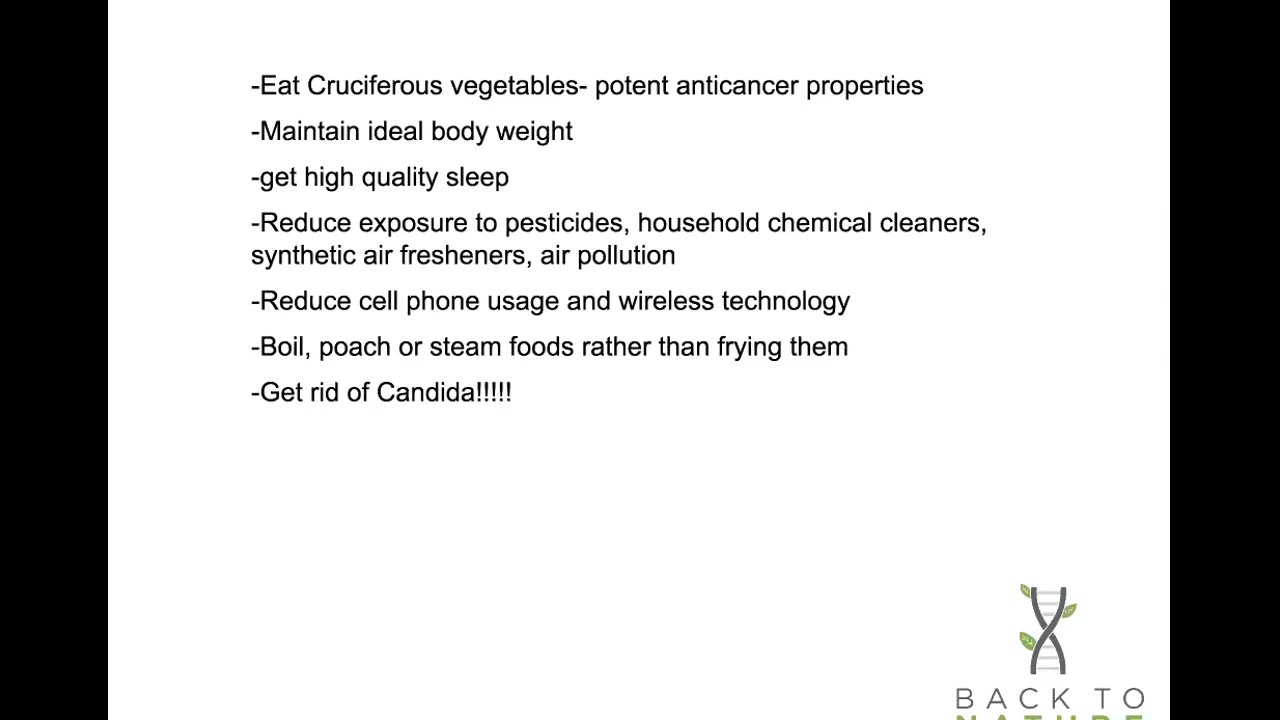 -Eat Cruciferous vegetables- potent anticancer properties
-Maintain ideal body weight
-get high quality sleep
-Reduce exposure to pesticides, household chemical cleaners,
synthetic air fresheners, air pollution
-Reduce cell phone usage and wireless technology
-Boil, poach or steam foods rather than frying them
-Get rid of Candida!!!!!
BACK TO
NATURE